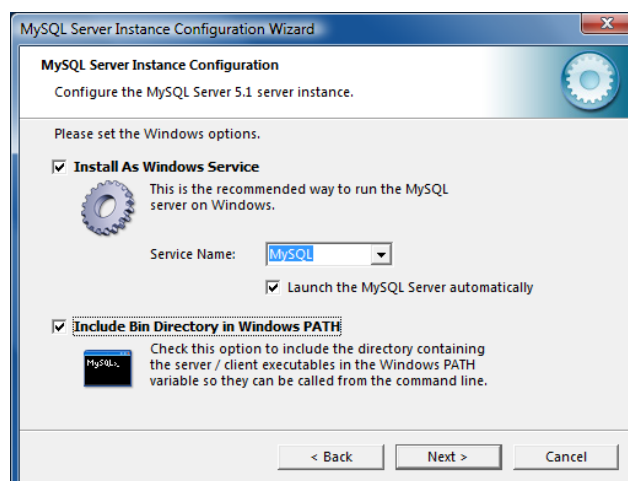 MySQL Server Instance Configuration Wizard
MySQL Server Instance Configuration
Configure the MySQL Server 5.1 server instance.
Please set the Windows options.
Install As Windows Service
This is the recommended way to run the MySQL
server on Windows.
Service Name: MySQL
Launch the MySQL Server automatically
Include Bin Directory in Windows PATH
MySQL>_
Check this option to include the directory containing
the server / client executables in the Windows PATH
variable so they can be called from the command line.
< Back Next > Cancel